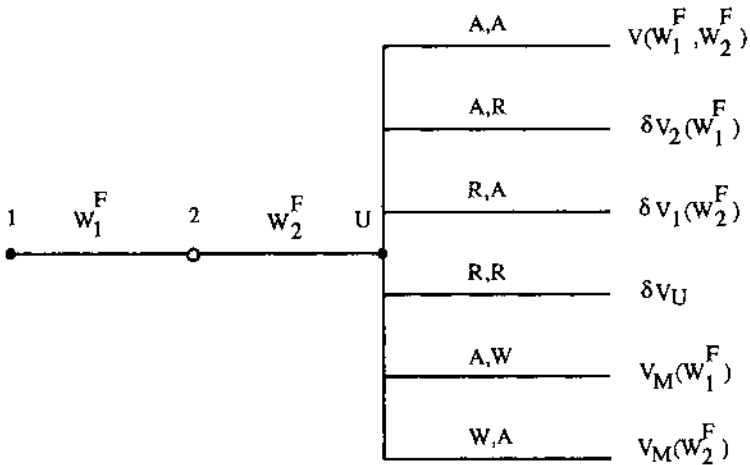 A,A V(W₁ᶠ,W₂ᶠ)
A,R δV₂(W₁ᶠ)
1 W₁ᶠ 2 W₂ᶠ U R,A δV₁(W₂ᶠ)
R,R δVᵤ
A,W Vₘ(W₁ᶠ)
W,A Vₘ(W₂ᶠ)